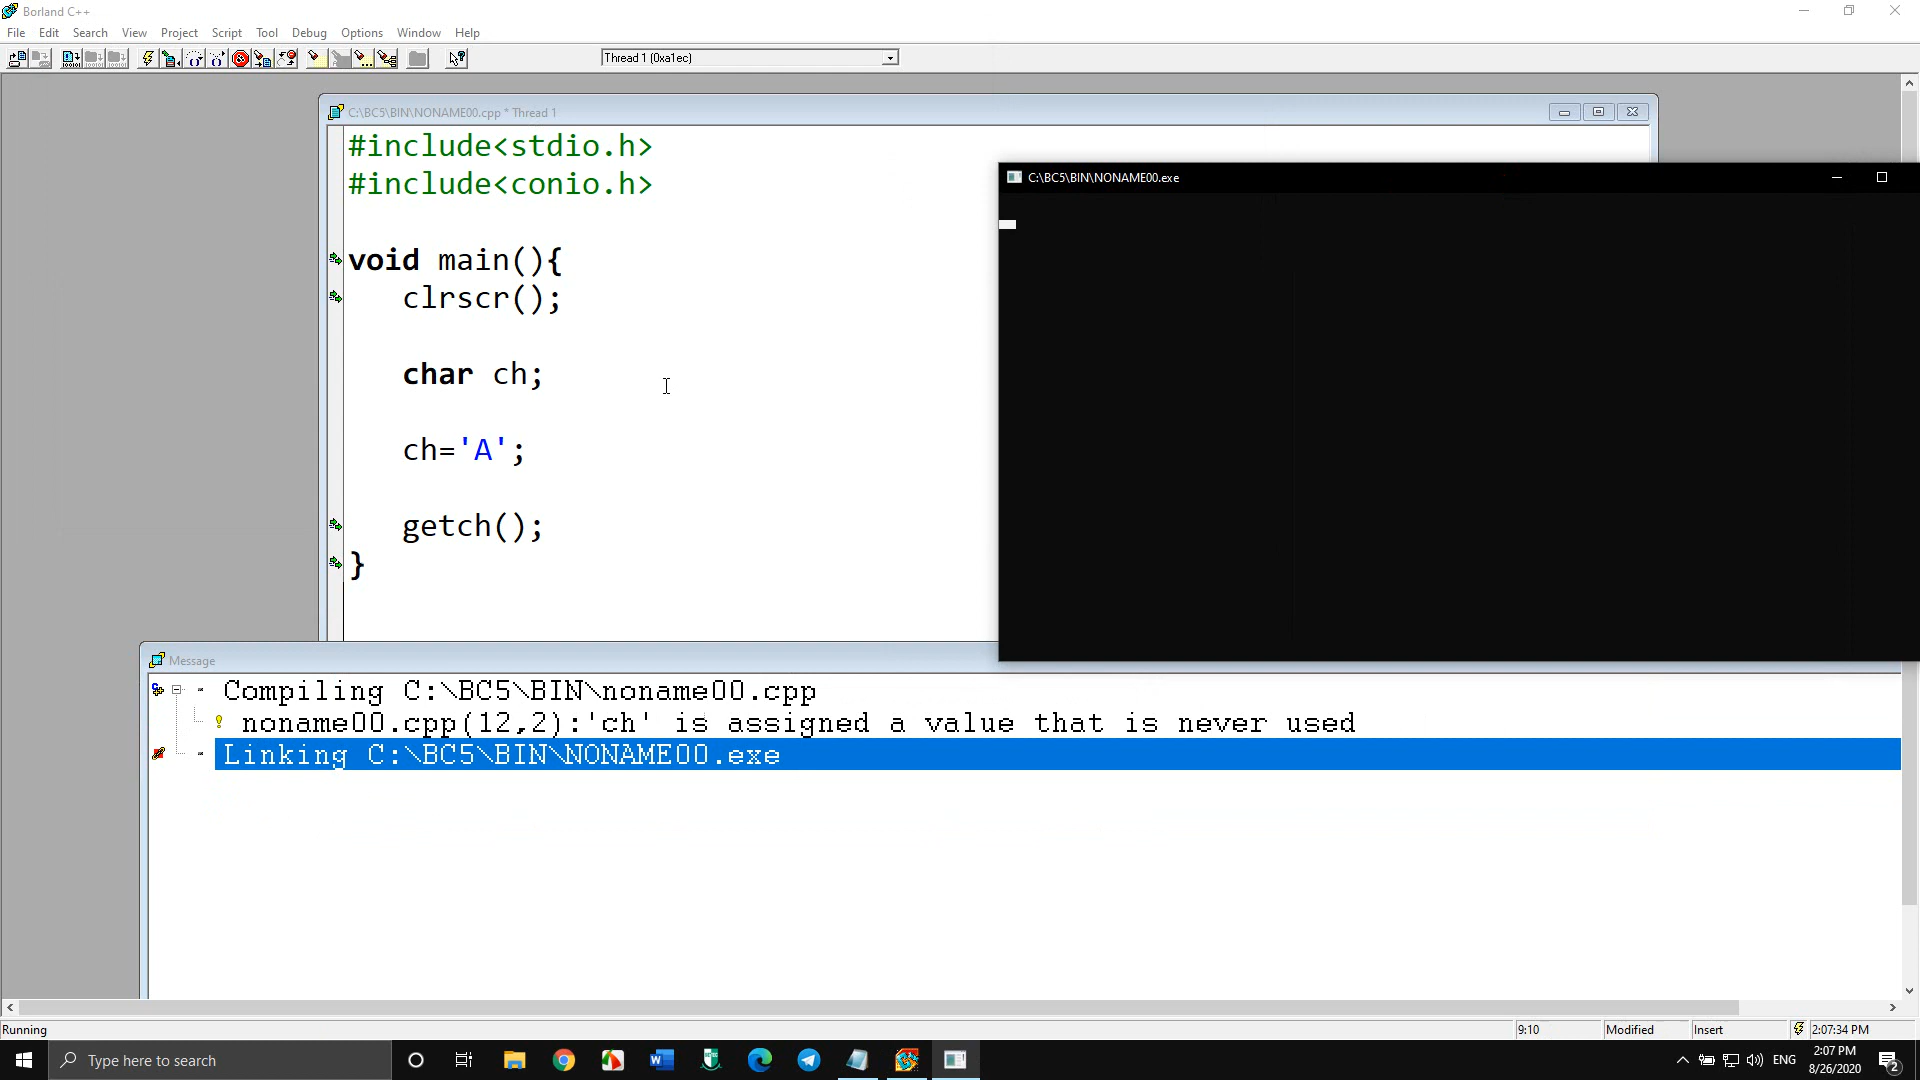 Borland C++
File Edit Search View Project Script Tool Debug Options Window Help
Thread 1 (0xa1ec)
C:\BC5\BIN\NONAME00.cpp * Thread 1
#include<stdio.h>
#include<conio.h>
void main(){
clrscr();
char ch;
ch='A';
getch();
}
C:\BC5\BIN\NONAME00.exe
Message
Compiling C:\BC5\BIN\noname00.cpp
noname00.cpp(12,2):'ch' is assigned a value that is never used
Linking C:\BC5\BIN\NONAME00.exe
Running 9:10 Modified Insert 2:07:34 PM
Type here to search
ENG
2:07 PM
8/26/2020
2